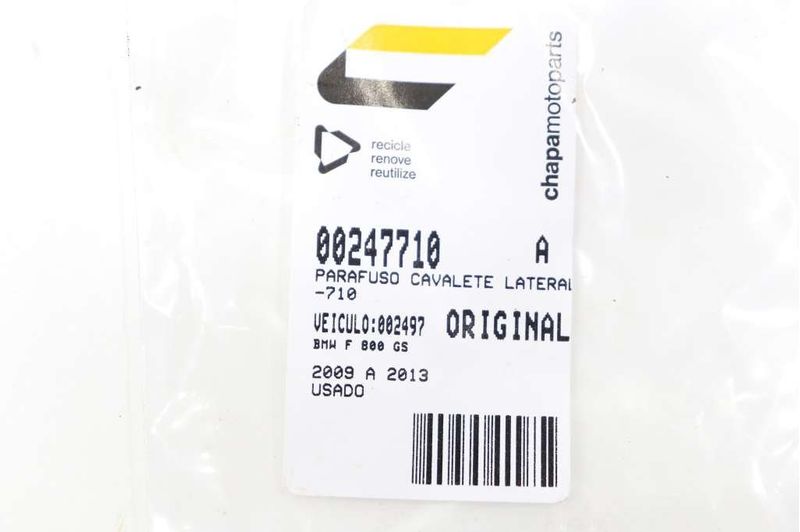 chapamotoparts
recicle
renove
reutilize
00247710 A
PARAFUSO CAVALETE LATERAL
-710
VEICULO:002497 ORIGINAL
BMW F 800 GS
2009 A 2013
USADO